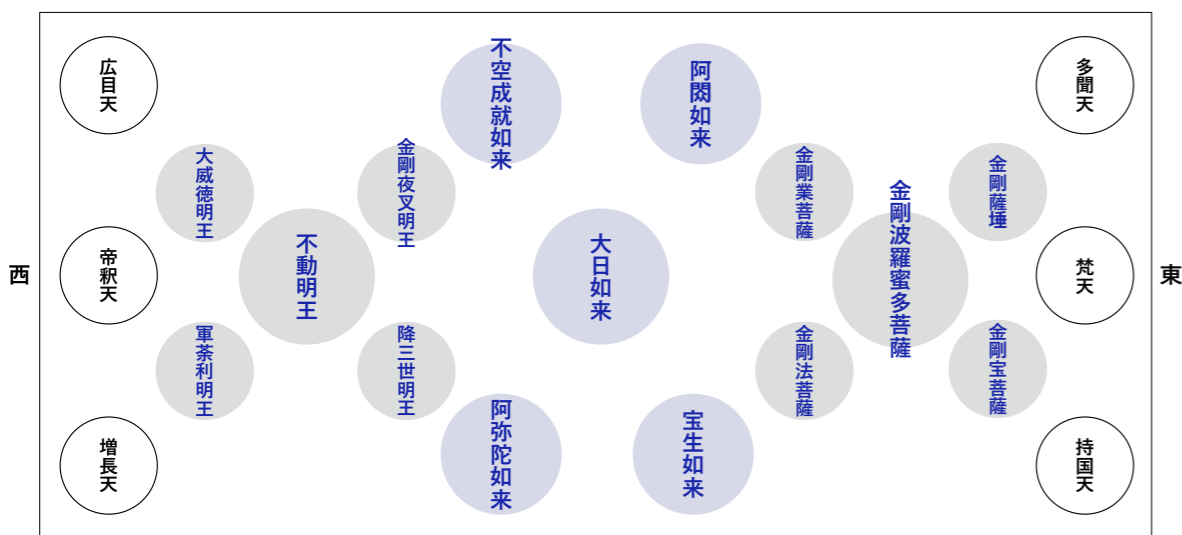 広目天
不空成就如来
阿閦如来
多聞天
大威徳明王
金剛夜叉明王
金剛業菩薩
金剛薩埵
西
帝釈天
不動明王
大日如来
金剛波羅蜜多菩薩
梵天
東
軍荼利明王
降三世明王
金剛法菩薩
金剛宝菩薩
増長天
阿弥陀如来
宝生如来
持国天